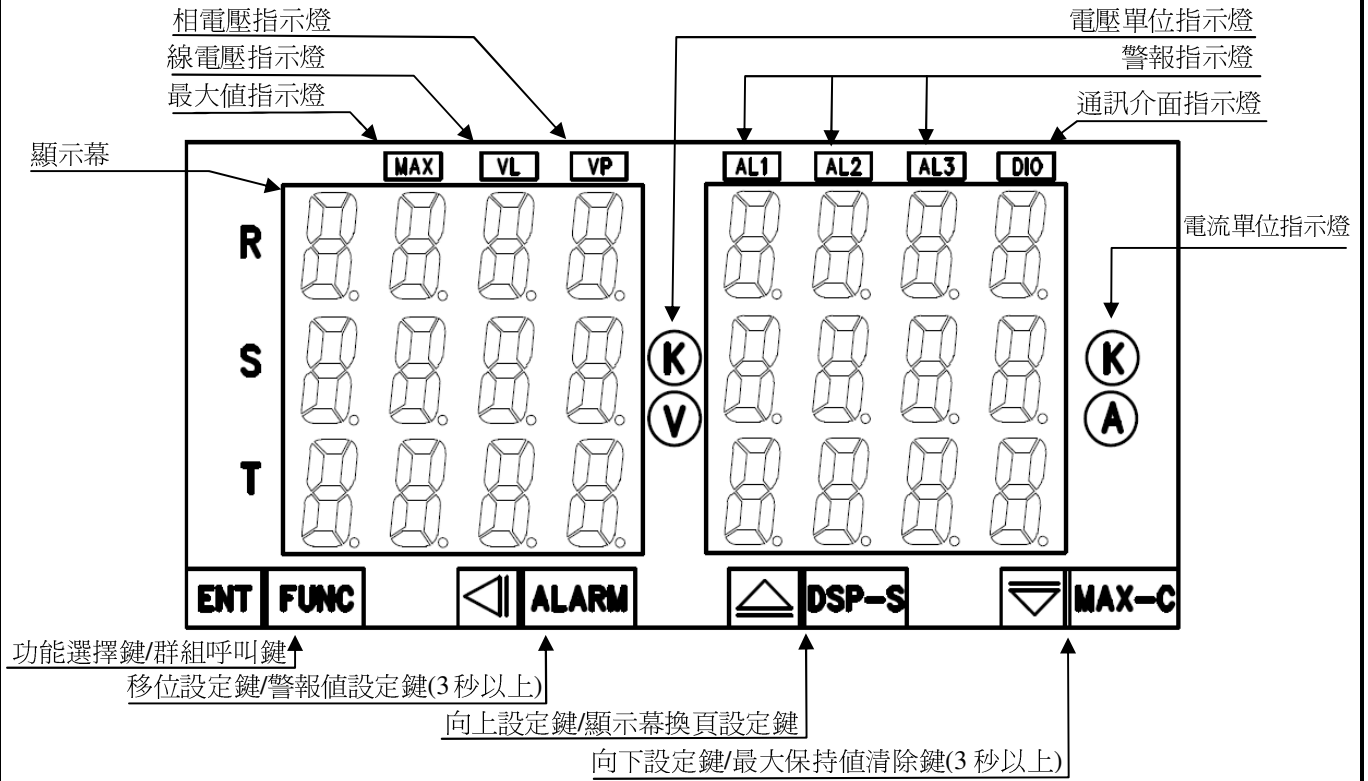 相電壓指示燈
電壓單位指示燈
線電壓指示燈
警報指示燈
最大值指示燈
通訊介面指示燈
顯示幕
MAX VL VP AL1 AL2 AL3 DIO
R
電流單位指示燈
S
K
K
V
A
T
ENT FUNC ALARM DSP-S MAX-C
功能選擇鍵/群組呼叫鍵
移位設定鍵/警報值設定鍵(3秒以上)
向上設定鍵/顯示幕換頁設定鍵
向下設定鍵/最大保持值清除鍵(3秒以上)